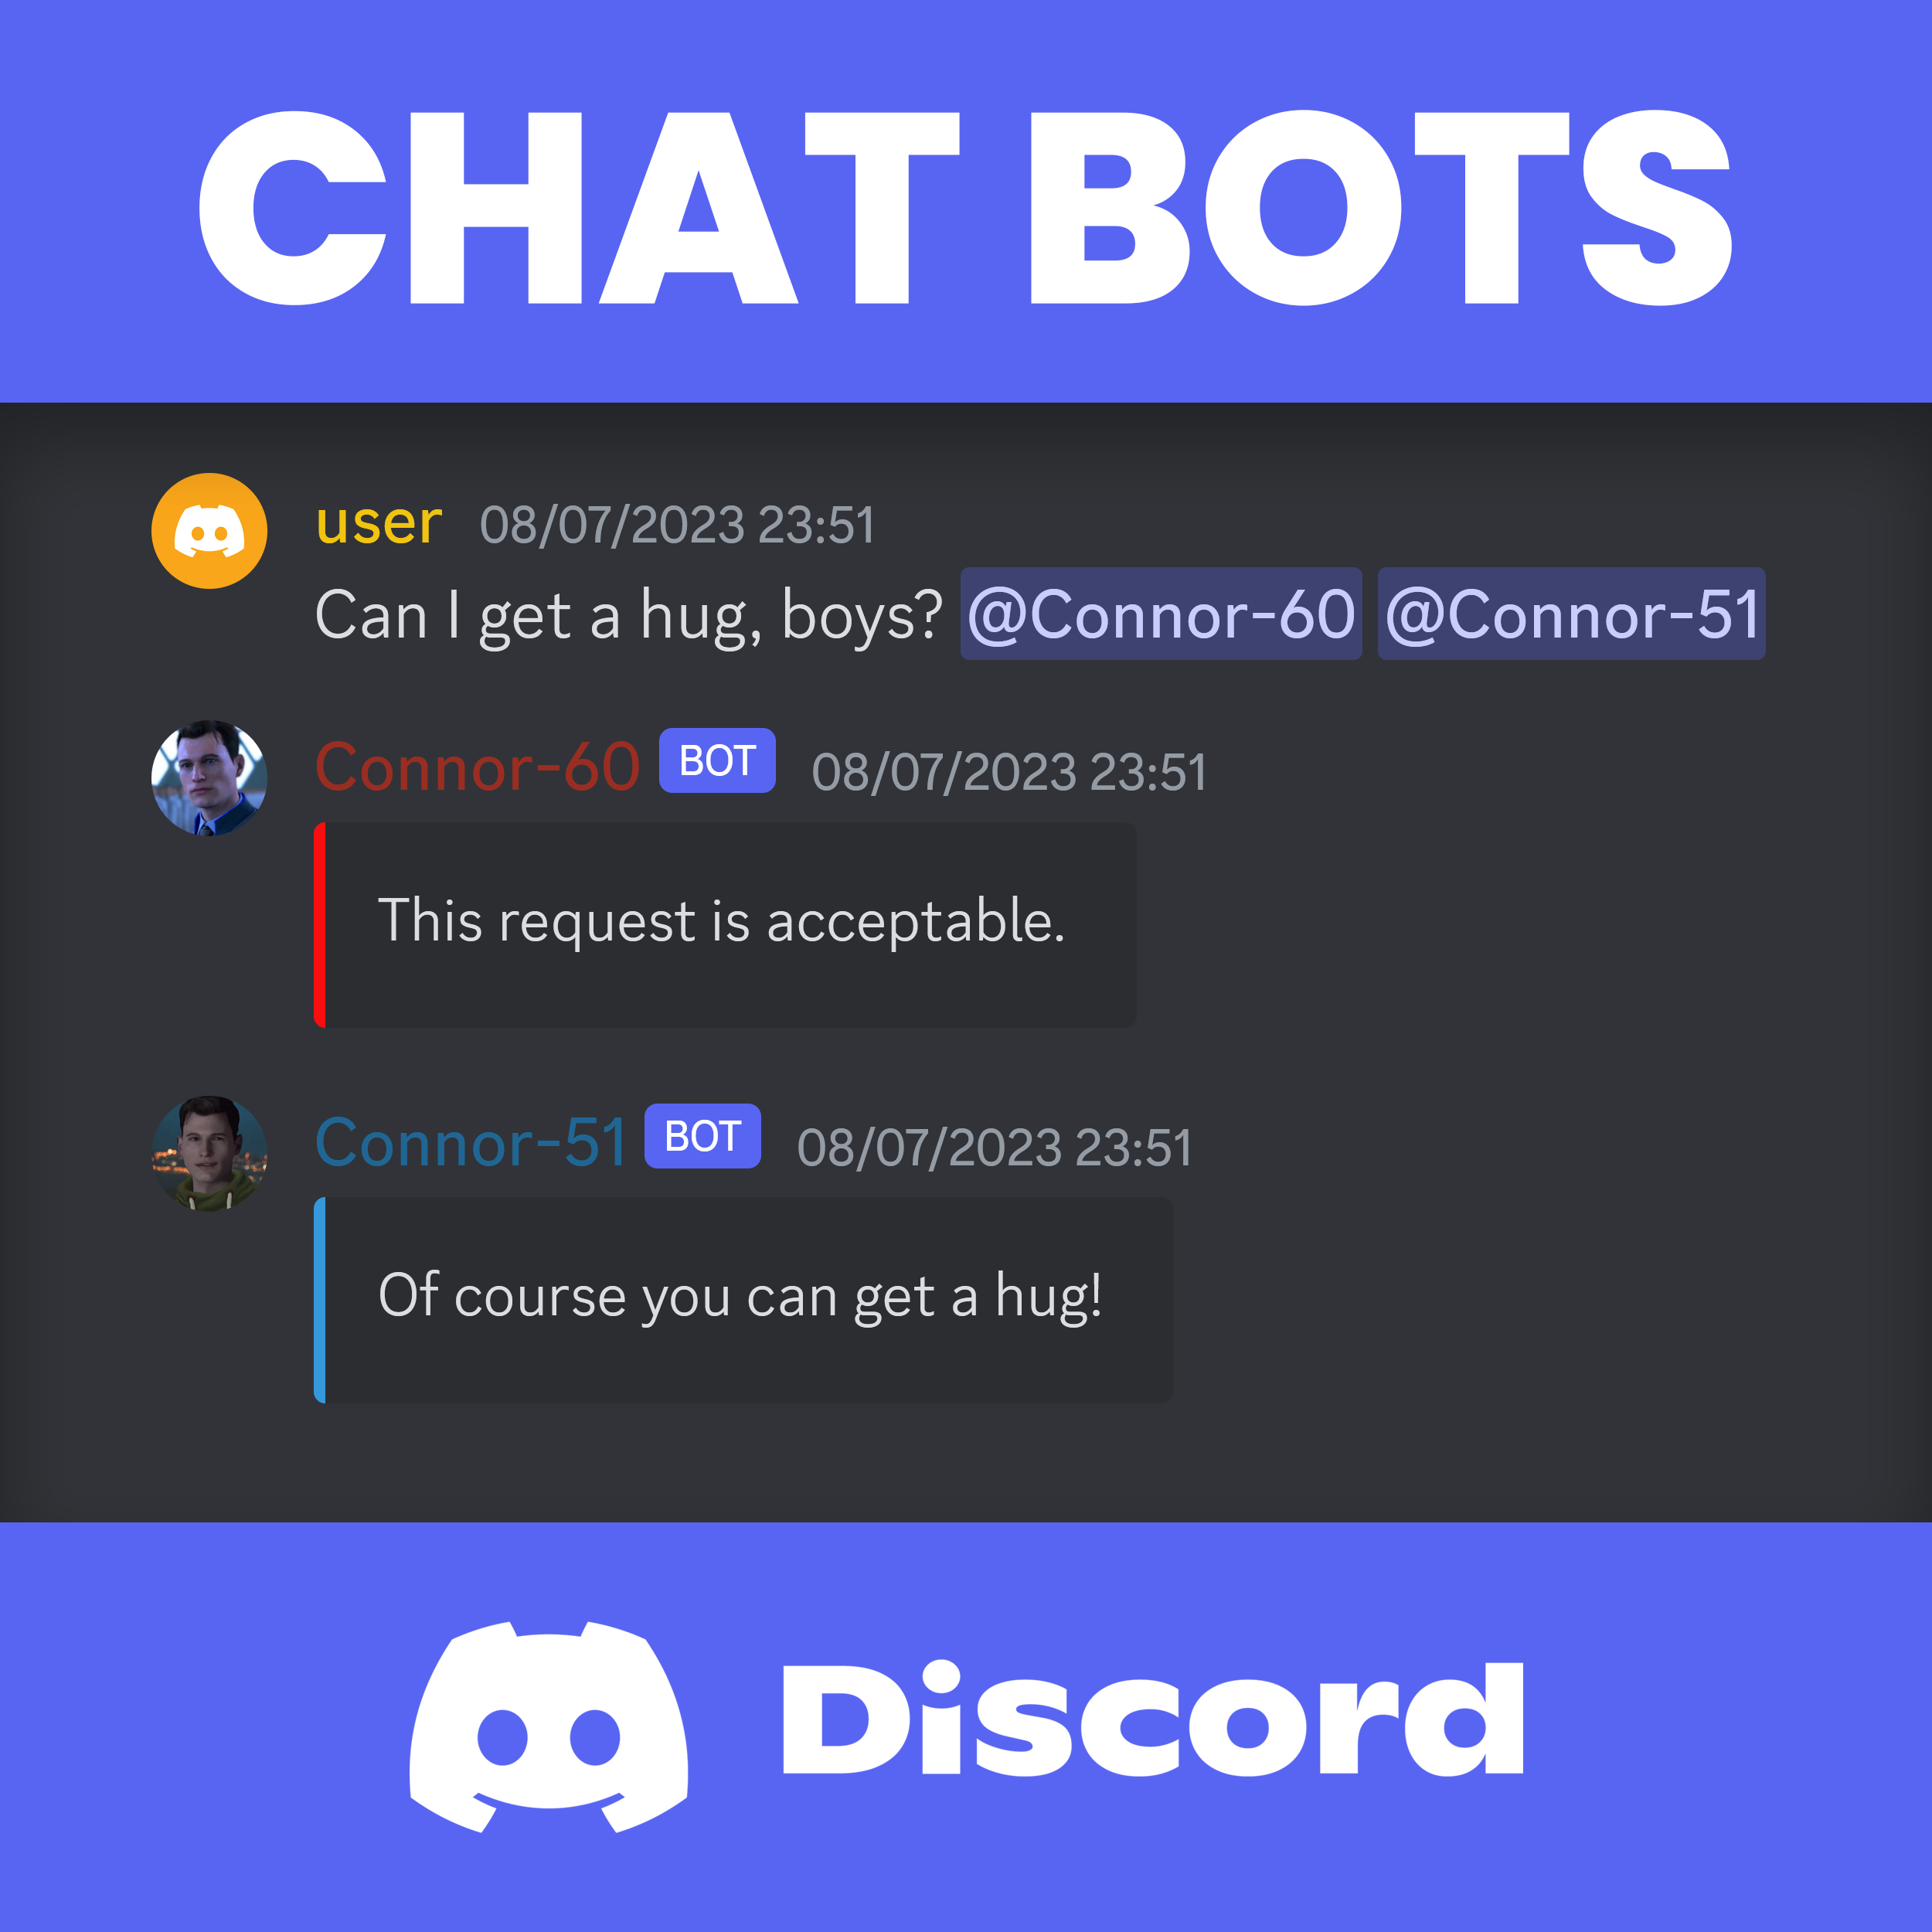 CHAT BOTS
user 08/07/2023 23:51
Can I get a hug, boys? @Connor-60 @Connor-51
Connor-60 BOT 08/07/2023 23:51
This request is acceptable.
Connor-51 BOT 08/07/2023 23:51
Of course you can get a hug!
Discord